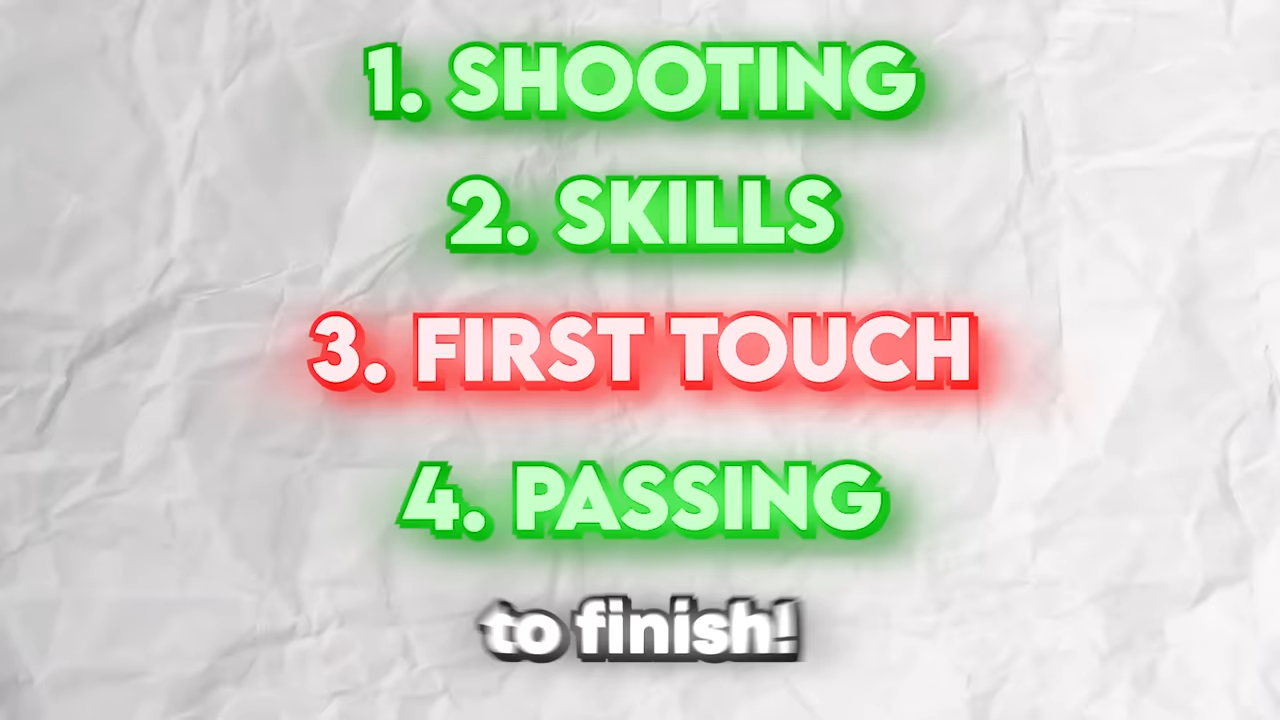 1. SHOOTING
2. SKILLS
3. FIRST TOUCH
4. PASSING
to finish!